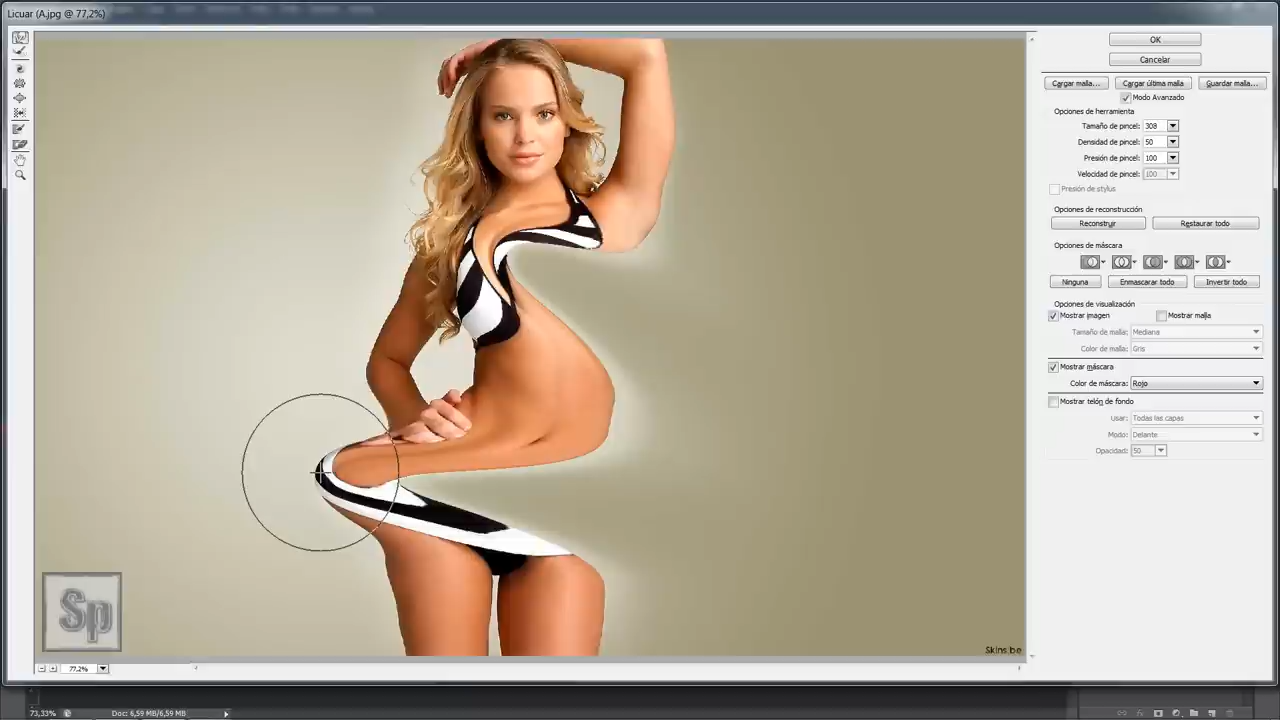 Licuar (A.jpg @ 77,2%)
OK
Cancelar
Cargar malla...
Cargar última malla
Guardar malla...
Modo Avanzado
Opciones de herramienta
Tamaño de pincel: 308
Densidad de pincel: 50
Presión de pincel: 100
Velocidad de pincel: 100
Presión de stylus
Opciones de reconstrucción
Reconstruir
Restaurar todo
Opciones de máscara
Ninguna
Enmascarar todo
Invertir todo
Opciones de visualización
Mostrar imagen
Mostrar malla
Tamaño de malla: Mediana
Color de malla: Gris
Mostrar máscara
Color de máscara: Rojo
Mostrar telón de fondo
Usar: Todas las capas
Modo: Delante
Opacidad: 50
Sp
Skins.be
77,2%
73,33%
Doc: 6,59 MB/6,59 MB